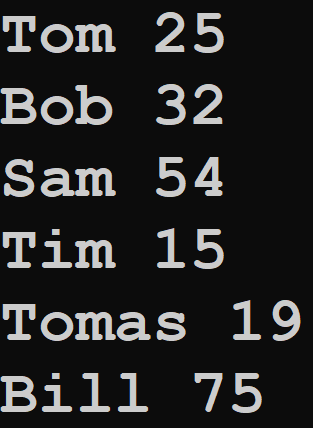 Tom 25
Bob 32
Sam 54
Tim 15
Tomas 19
Bill 75